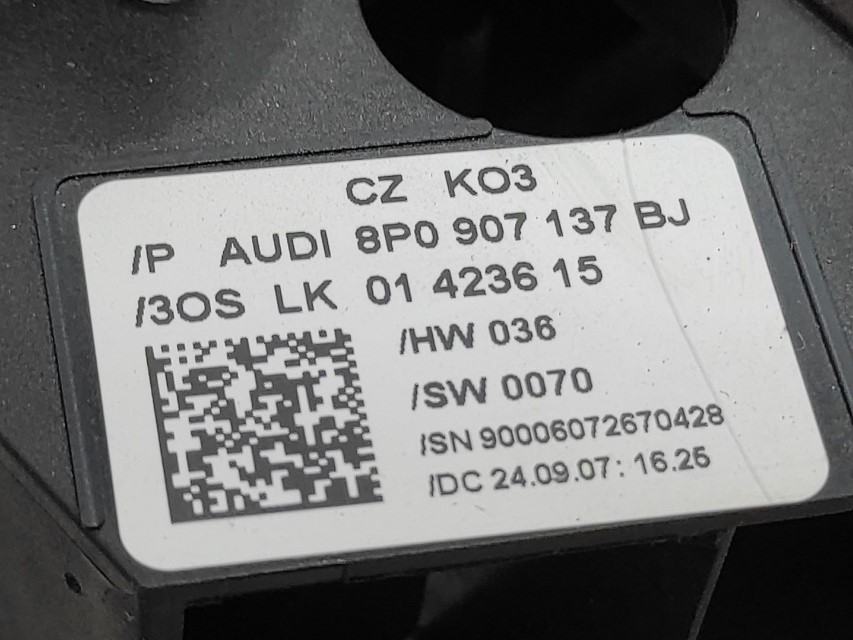 CZ KO3
/P AUDI 8P0 907 137 BJ
/3OS LK 01 4236 15
/HW 036
/SW 0070
/SN 90006072670428
/DC 24.09.07: 16.25